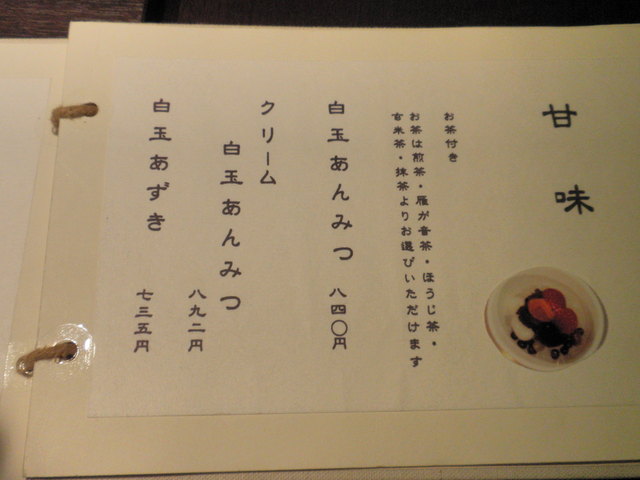 甘味
お茶付き
お茶は煎茶・雁が音茶・ほうじ茶・
玄米茶・抹茶よりお選びいただけます
白玉あんみつ 八四〇円
クリーム
白玉あんみつ
八九二円
白玉あずき
七三五円